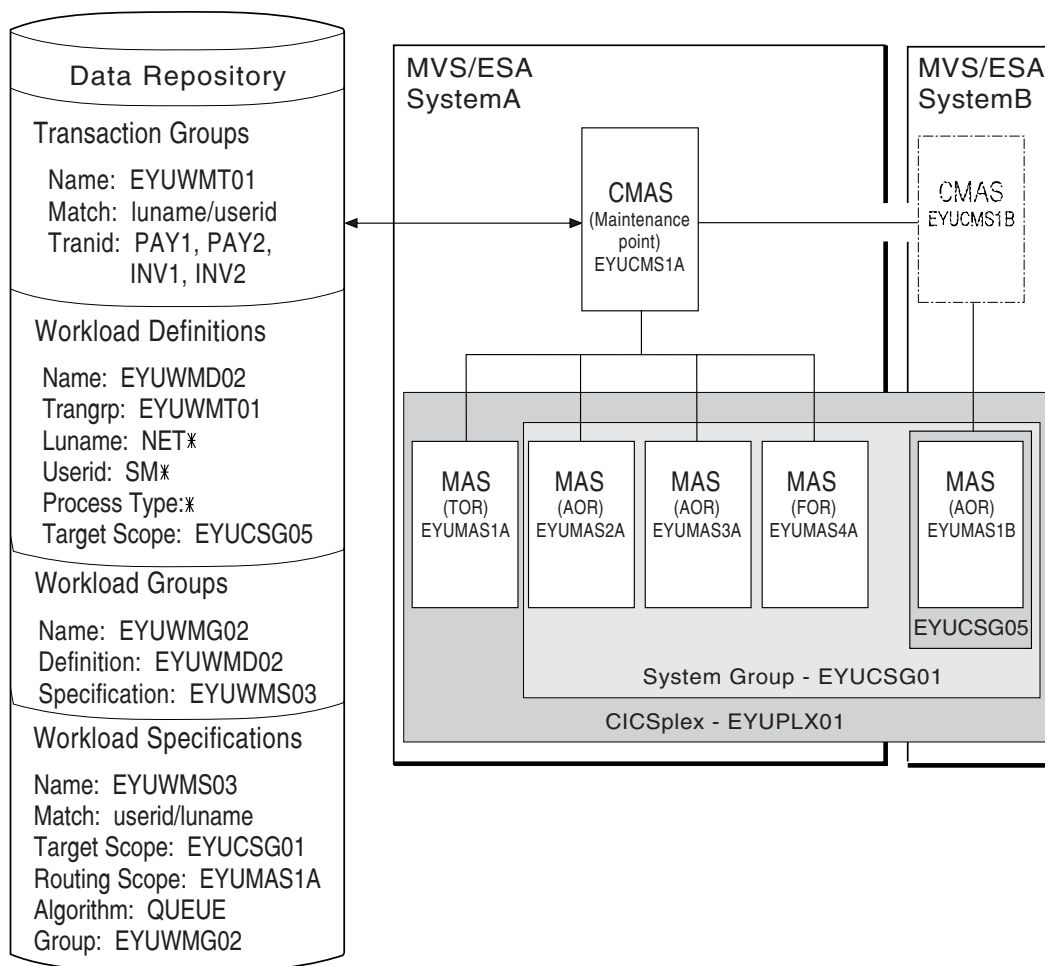 Data Repository
Transaction Groups
Name: EYUWMT01
Match: luname/userid
Tranid: PAY1, PAY2,
INV1, INV2
Workload Definitions
Name: EYUWMD02
Trangrp: EYUWMT01
Luname: NET*
Userid: SM*
Process Type:*
Target Scope: EYUCSG05
Workload Groups
Name: EYUWMG02
Definition: EYUWMD02
Specification: EYUWMS03
Workload Specifications
Name: EYUWMS03
Match: userid/luname
Target Scope: EYUCSG01
Routing Scope: EYUMAS1A
Algorithm: QUEUE
Group: EYUWMG02
MVS/ESA
SystemA
CMAS
(Maintenance
point)
EYUCMS1A
MAS
(TOR)
EYUMAS1A
MAS
(AOR)
EYUMAS2A
MAS
(AOR)
EYUMAS3A
MAS
(FOR)
EYUMAS4A
MVS/ESA
SystemB
CMAS
EYUCMS1B
MAS
(AOR)
EYUMAS1B
EYUCSG05
System Group - EYUCSG01
CICSplex - EYUPLX01